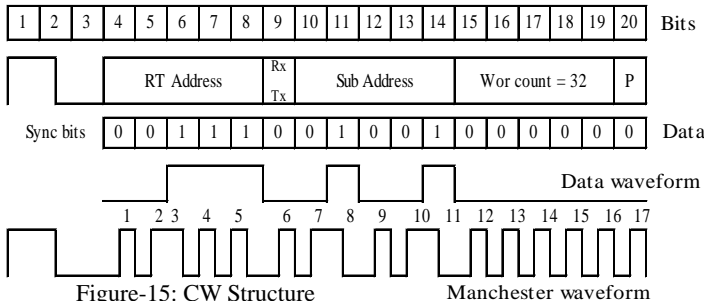 1 2 3 4 5 6 7 8 9 10 11 12 13 14 15 16 17 18 19 20 Bits
RT Address Rx Tx Sub Address Wor count = 32 P
Sync bits 0 0 1 1 1 0 0 1 0 0 1 0 0 0 0 0 0 Data
Data waveform
1 2 3 4 5 6 7 8 9 10 11 12 13 14 15 16 17
Figure-15: CW Structure Manchester waveform